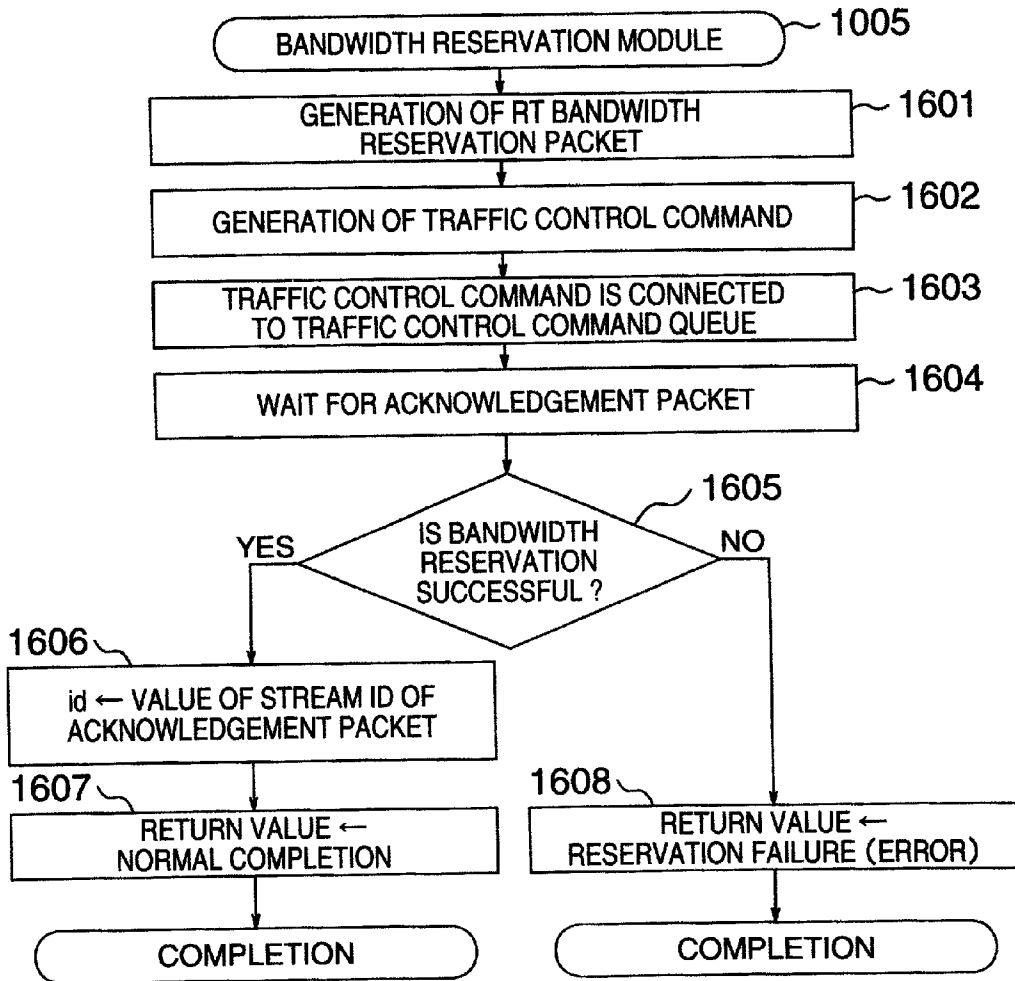 BANDWIDTH RESERVATION MODULE
1005
GENERATION OF RT BANDWIDTH
RESERVATION PACKET
1601
GENERATION OF TRAFFIC CONTROL COMMAND
1602
TRAFFIC CONTROL COMMAND IS CONNECTED
TO TRAFFIC CONTROL COMMAND QUEUE
1603
WAIT FOR ACKNOWLEDGEMENT PACKET
1604
1605
IS BANDWIDTH
RESERVATION
SUCCESSFUL ?
YES
NO
1606
id ← VALUE OF STREAM ID OF
ACKNOWLEDGEMENT PACKET
1607
RETURN VALUE ←
NORMAL COMPLETION
COMPLETION
1608
RETURN VALUE ←
RESERVATION FAILURE (ERROR)
COMPLETION